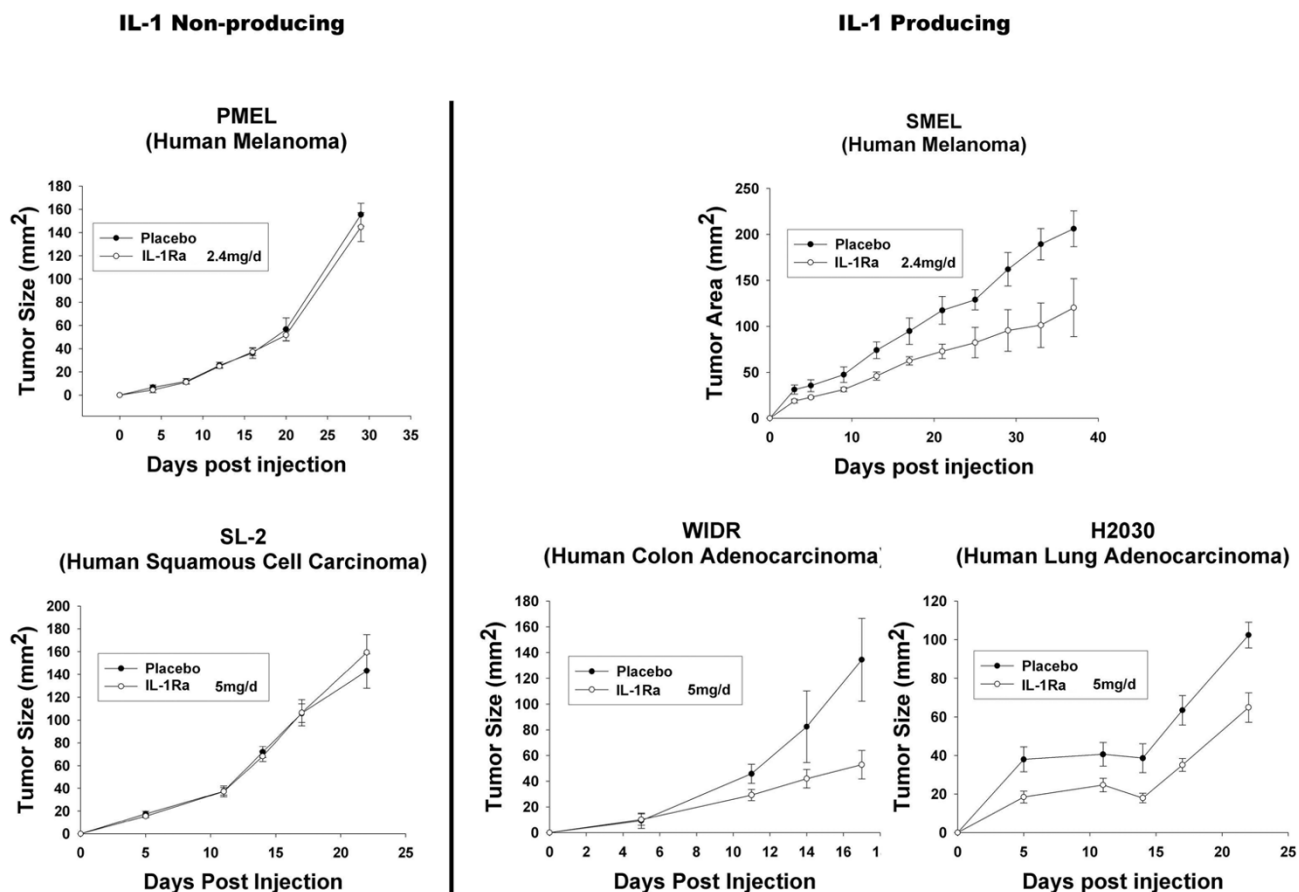 IL-1 Non-producing
IL-1 Producing
PMEL
(Human Melanoma)
Tumor Size (mm²)
180
160
140
120
100
80
60
40
20
0
Placebo
IL-1Ra 2.4mg/d
0 5 10 15 20 25 30 35
Days post injection
SMEL
(Human Melanoma)
Tumor Area (mm²)
250
200
150
100
50
0
Placebo
IL-1Ra 2.4mg/d
0 10 20 30 40
Days post injection
SL-2
(Human Squamous Cell Carcinoma)
Tumor Size (mm²)
200
180
160
140
120
100
80
60
40
20
0
Placebo
IL-1Ra 5mg/d
0 5 10 15 20 25
Days Post Injection
WIDR
(Human Colon Adenocarcinoma)
Tumor Size (mm²)
180
160
140
120
100
80
60
40
20
0
Placebo
IL-1Ra 5mg/d
0 2 4 6 8 10 12 14 16 1
Days Post Injection
H2030
(Human Lung Adenocarcinoma)
Tumor Size (mm²)
120
100
80
60
40
20
0
Placebo
IL-1Ra 5mg/d
0 5 10 15 20 25
Days post injection